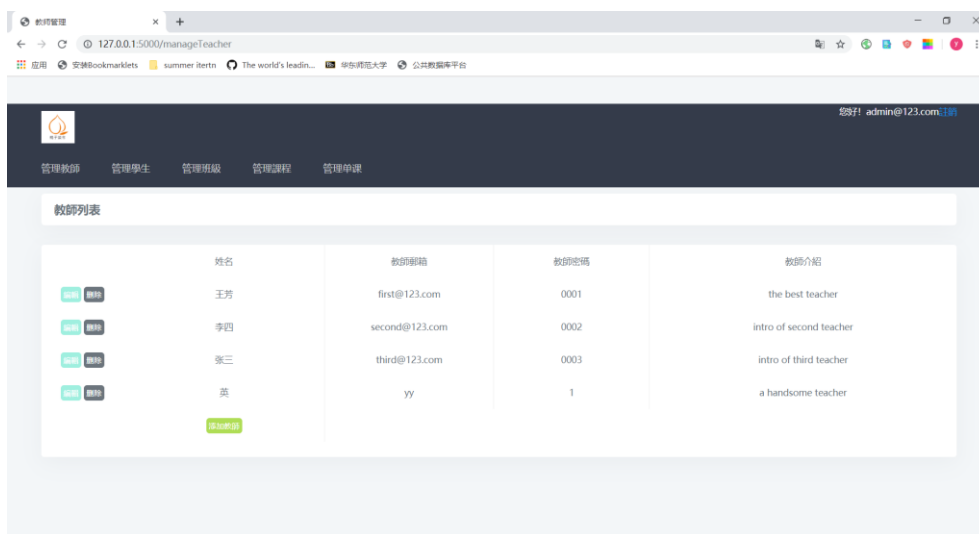 教师管理
127.0.0.1:5000/manageTeacher
应用 安装Bookmarklets summer itertn The world's leadin... 华东师范大学 公共数据库平台
您好! admin@123.com註銷
管理教師 管理學生 管理班級 管理課程 管理单课
教師列表
姓名 教師郵箱 教師密碼 教師介紹
編輯 刪除 王芳 first@123.com 0001 the best teacher
編輯 刪除 李四 second@123.com 0002 intro of second teacher
編輯 刪除 张三 third@123.com 0003 intro of third teacher
編輯 刪除 英 yy 1 a handsome teacher
添加教師